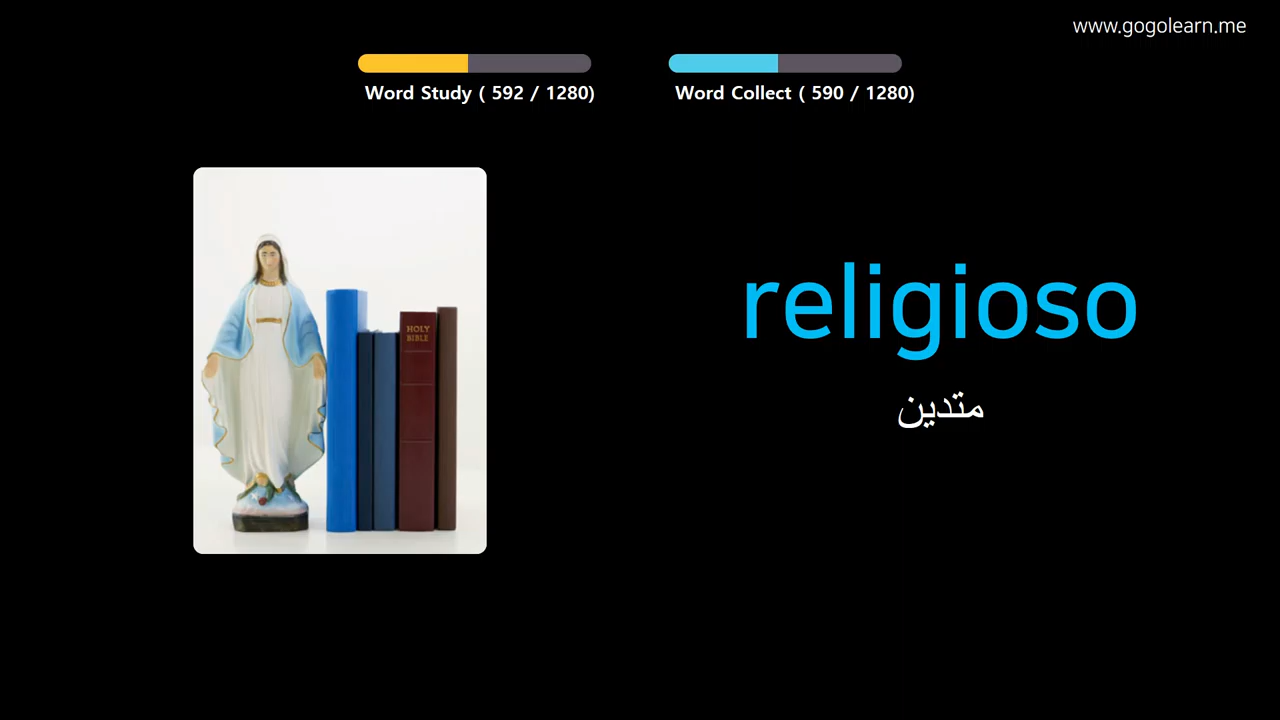 www.gogolearn.me
Word Study ( 592 / 1280)
Word Collect ( 590 / 1280)
HOLY
BIBLE
religioso
متدين